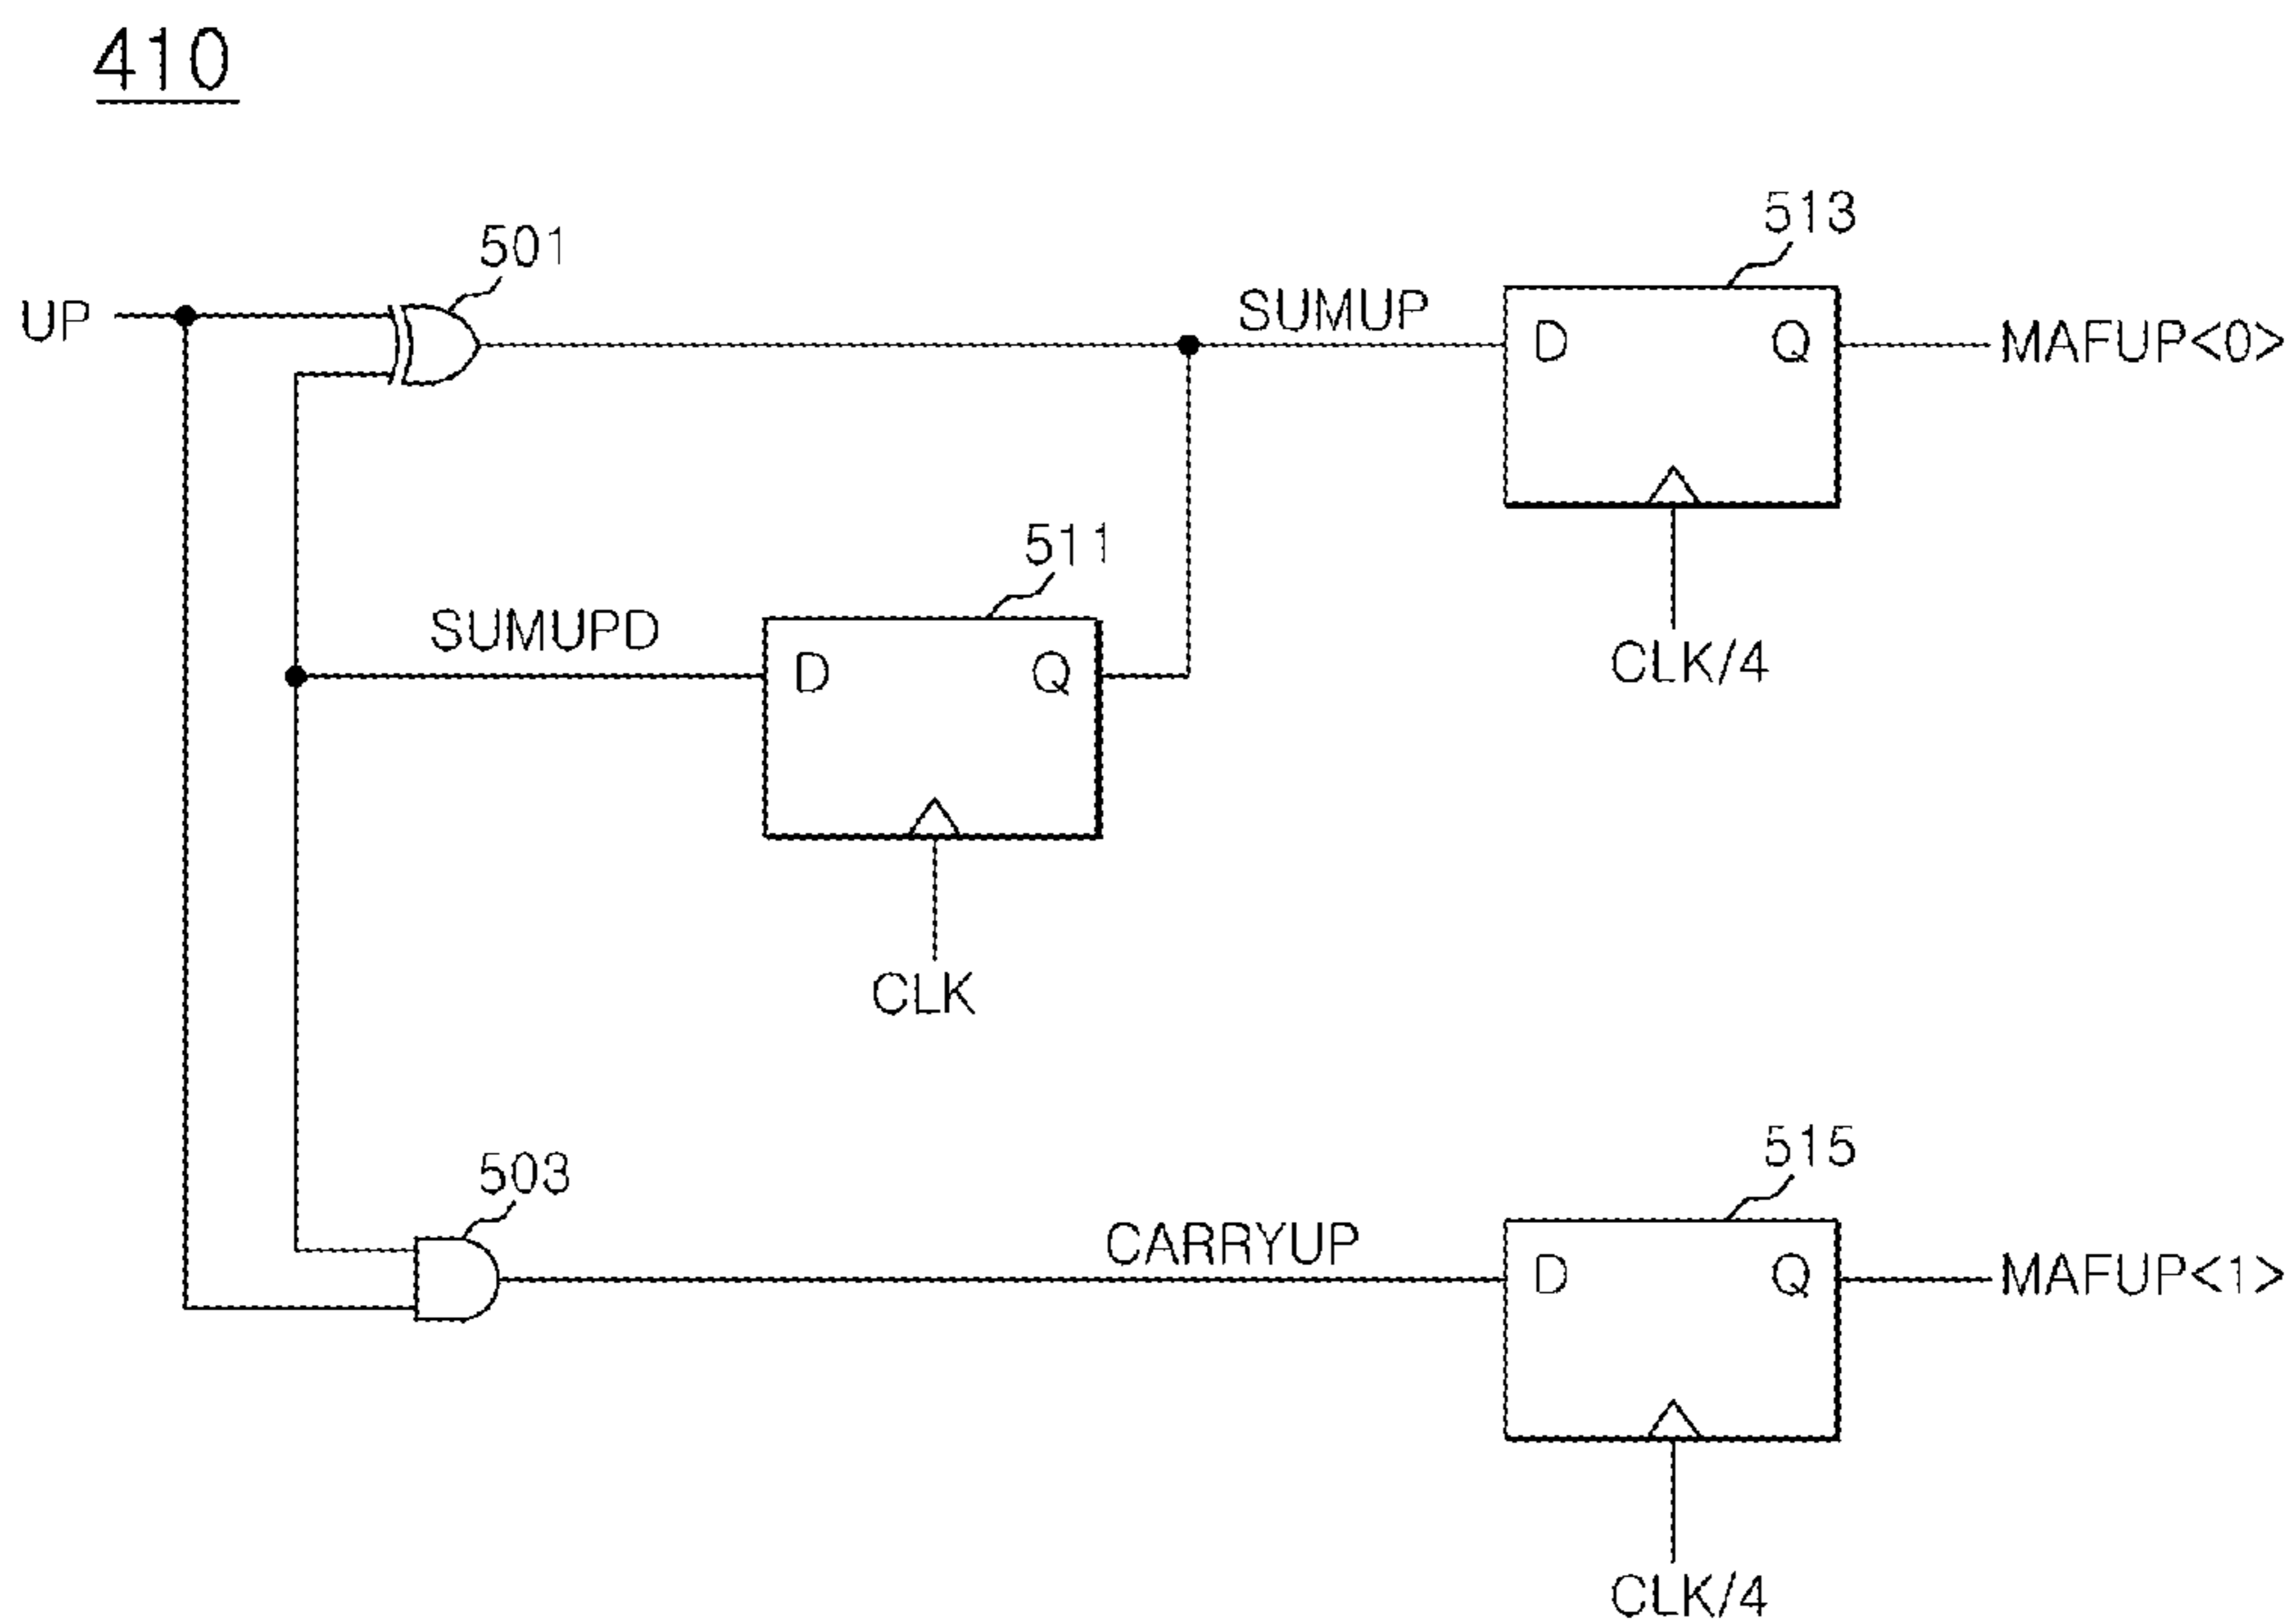 410
501
513
UP
SUMUP
D
Q
MAFUP<0>
511
SUMUPD
D
Q
CLK/4
CLK
503
515
CARRYUP
D
Q
MAFUP<1>
CLK/4